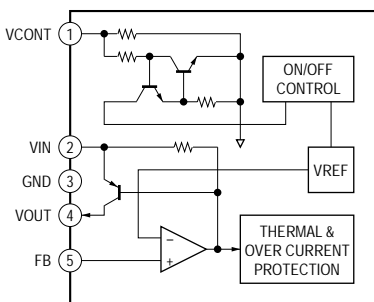 VCONT 1
ON/OFF
CONTROL
VIN 2
GND 3
VREF
VOUT 4
−
+
FB 5
THERMAL &
OVER CURRENT
PROTECTION